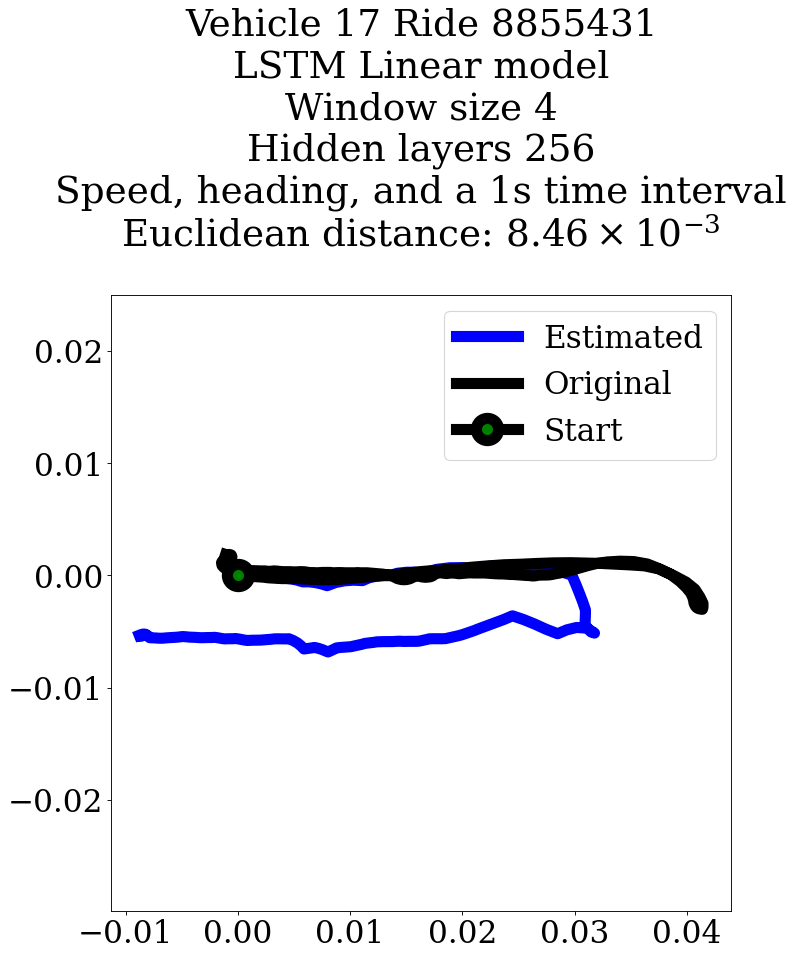 Vehicle 17 Ride 8855431
LSTM Linear model
Window size 4
Hidden layers 256
Speed, heading, and a 1s time interval
Euclidean distance: 8.46 × 10⁻³
Estimated
Original
Start
0.02
0.01
0.00
−0.01
−0.02
−0.01 0.00 0.01 0.02 0.03 0.04